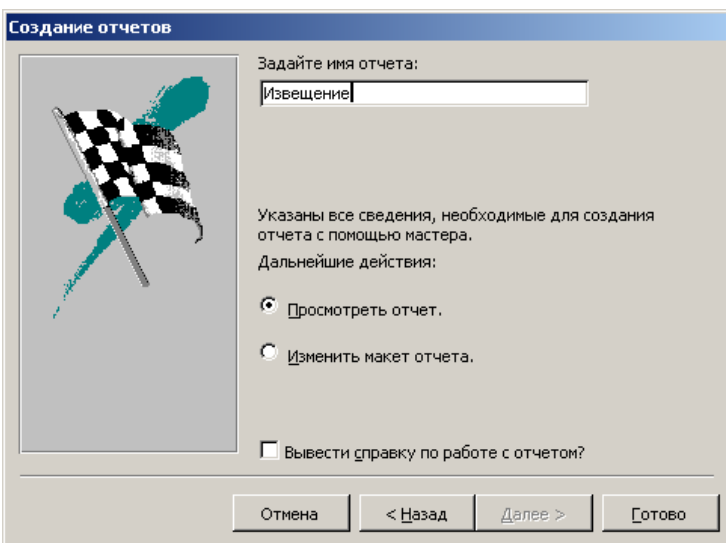 Создание отчетов
Задайте имя отчета:
Извещение
Указаны все сведения, необходимые для создания
отчета с помощью мастера.
Дальнейшие действия:
Просмотреть отчет.
Изменить макет отчета.
Вывести справку по работе с отчетом?
Отмена
< Назад
Далее >
Готово